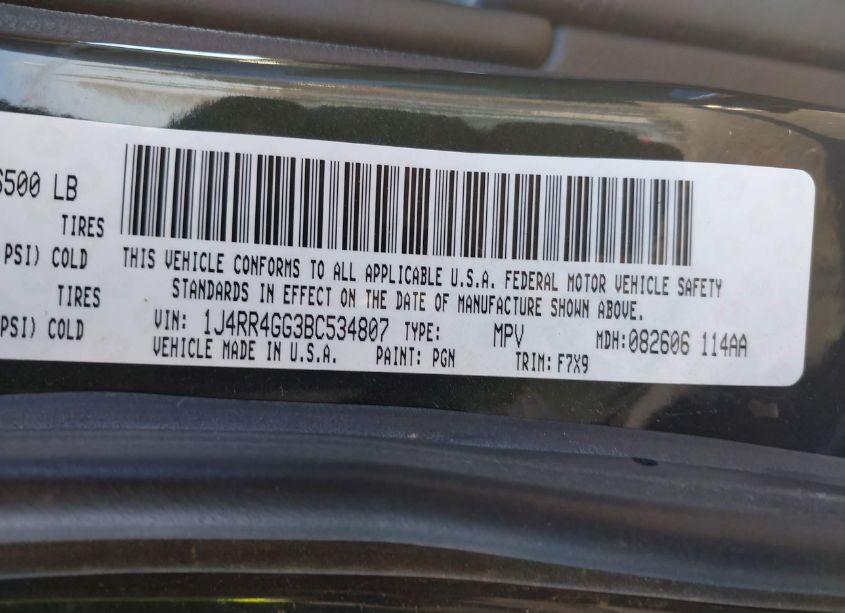 6500 LB
TIRES
PSI) COLD
TIRES
PSI) COLD
THIS VEHICLE CONFORMS TO ALL APPLICABLE U.S.A. FEDERAL MOTOR VEHICLE SAFETY
STANDARDS IN EFFECT ON THE DATE OF MANUFACTURE SHOWN ABOVE.
VIN: 1J4RR4GG3BC534807 TYPE: MPV MDH:082606 114AA
VEHICLE MADE IN U.S.A. PAINT: PGN TRIM: F7X9